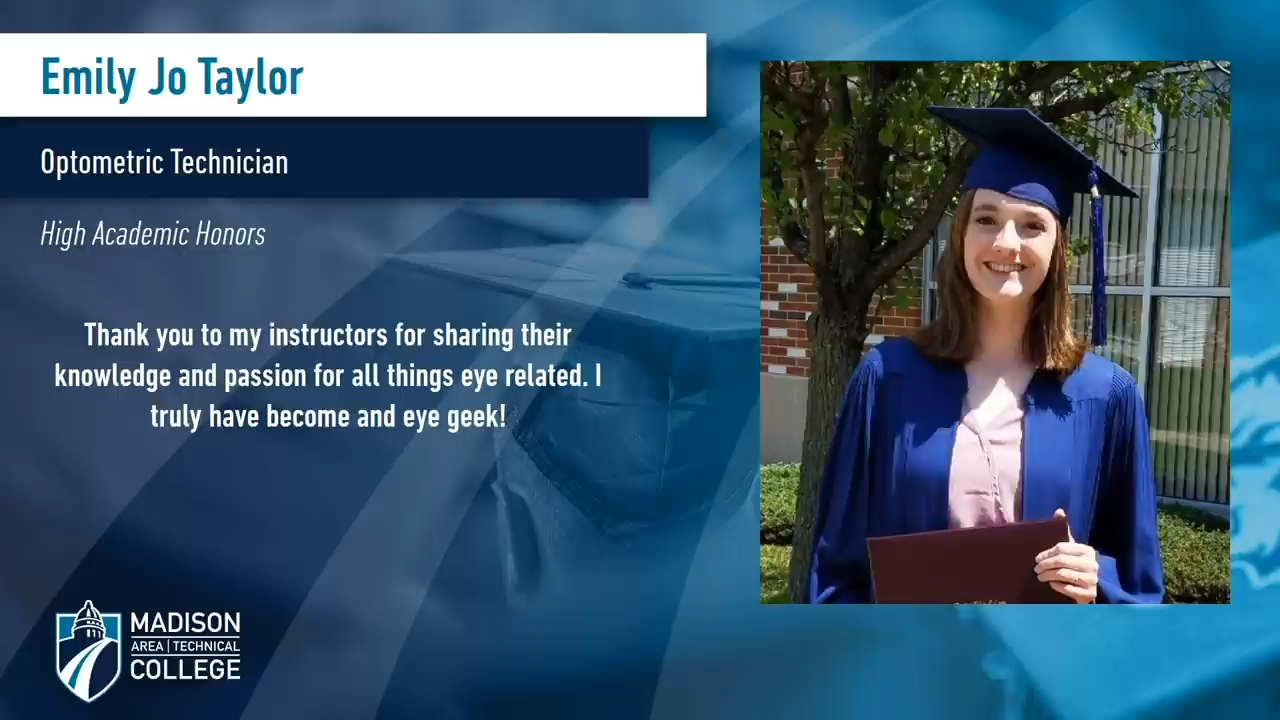 Emily Jo Taylor
Optometric Technician
High Academic Honors
Thank you to my instructors for sharing their
knowledge and passion for all things eye related. I
truly have become and eye geek!
MADISON
AREA | TECHNICAL
COLLEGE